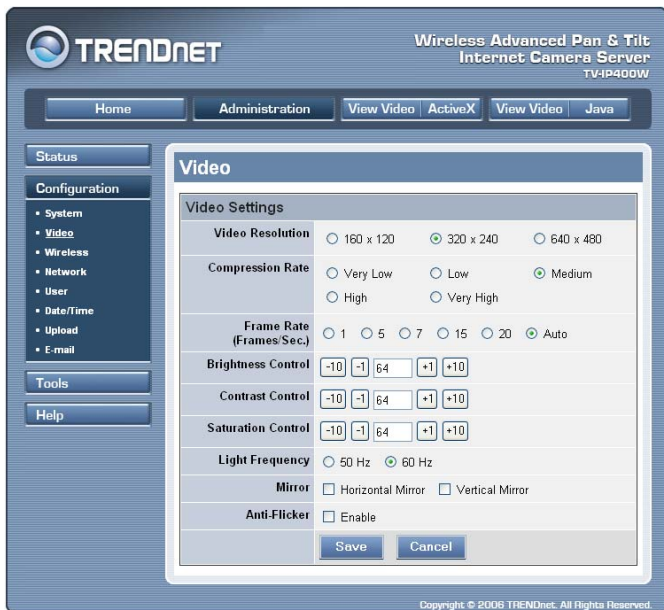 TRENDNET
Wireless Advanced Pan & Tilt
Internet Camera Server
TV-IP400W
Home
Administration
View Video ActiveX
View Video Java
Status
Configuration
System
Video
Wireless
Network
User
Date/Time
Upload
E-mail
Tools
Help
Video
Video Settings
Video Resolution 160 x 120 320 x 240 640 x 480
Compression Rate Very Low Low Medium
High Very High
Frame Rate
(Frames/Sec.) 1 5 7 15 20 Auto
Brightness Control -10 -1 64 +1 +10
Contrast Control -10 -1 64 +1 +10
Saturation Control -10 -1 64 +1 +10
Light Frequency 50 Hz 60 Hz
Mirror Horizontal Mirror Vertical Mirror
Anti-Flicker Enable
Save Cancel
Copyright © 2006 TRENDnet. All Rights Reserved.